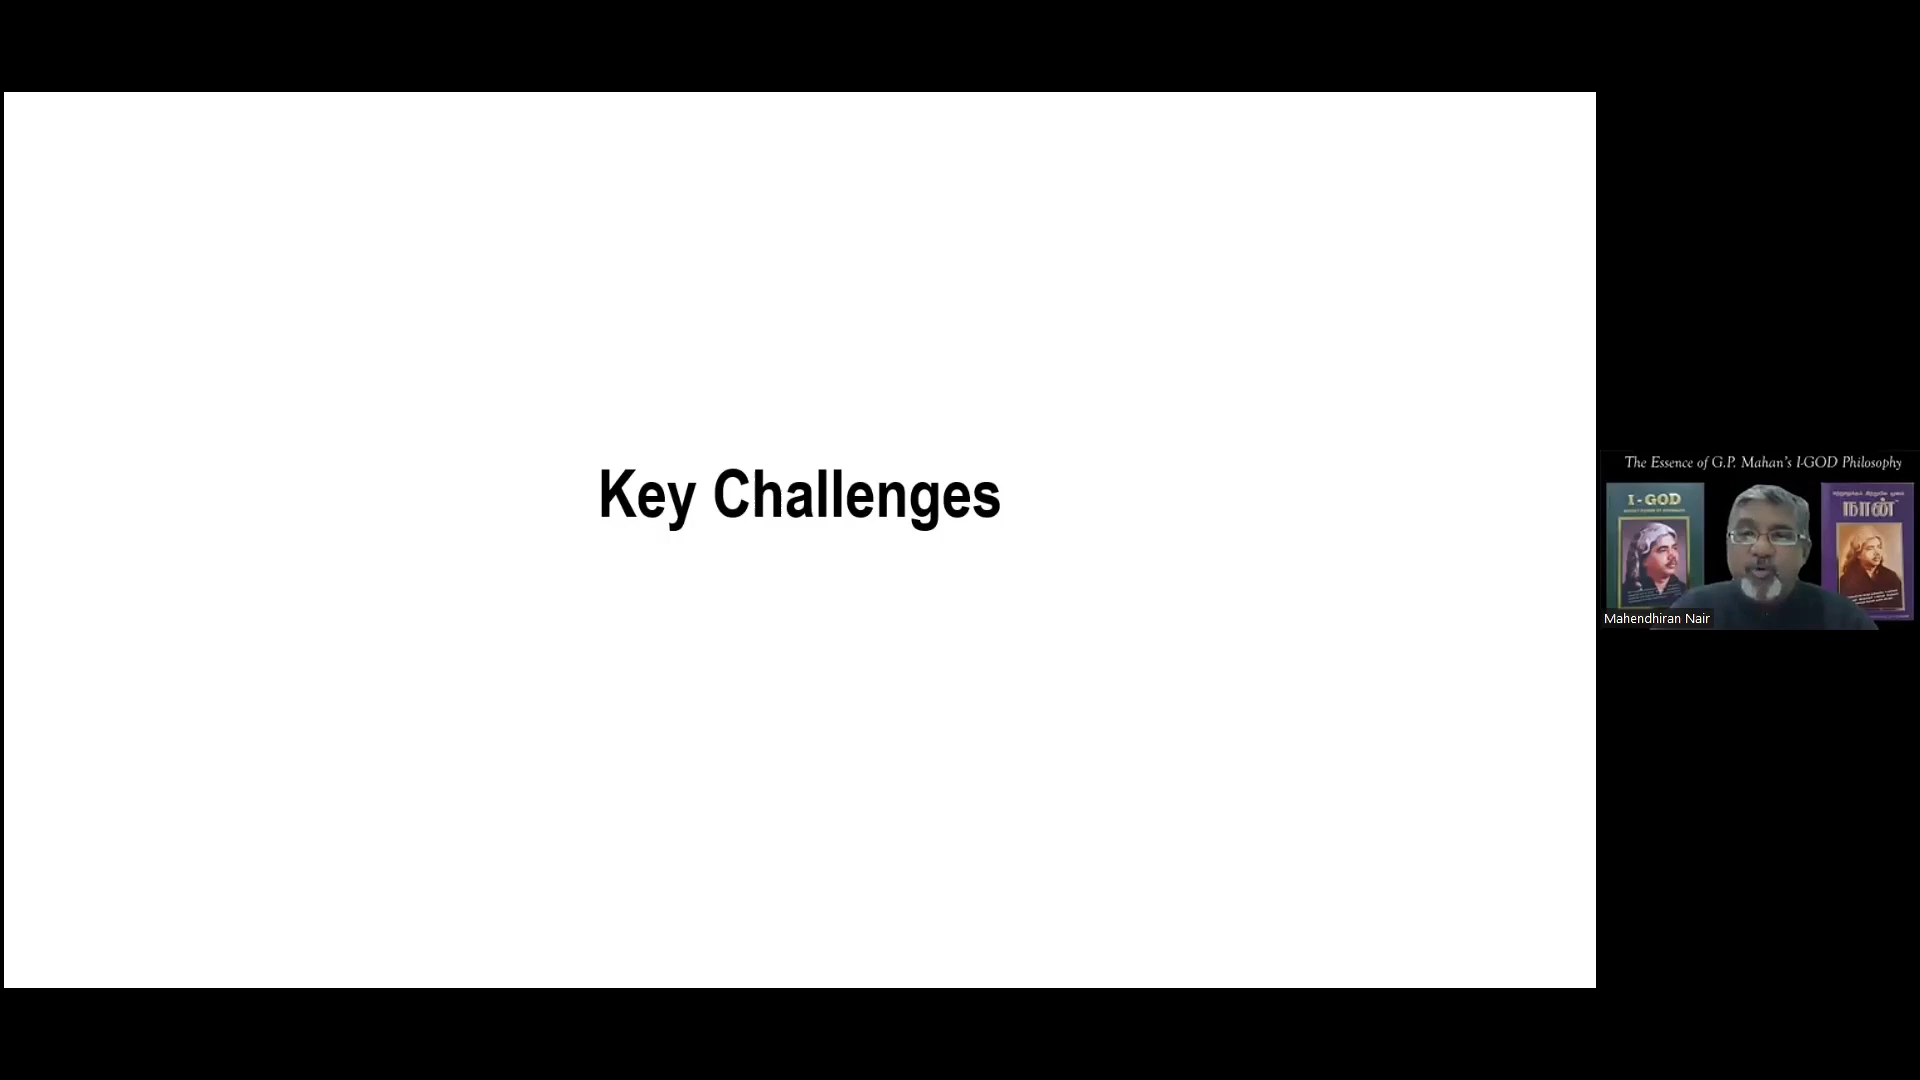 Key Challenges
The Essence of G.P. Mahan's I-GOD Philosophy
I-GOD
நான்
Mahendhiran Nair